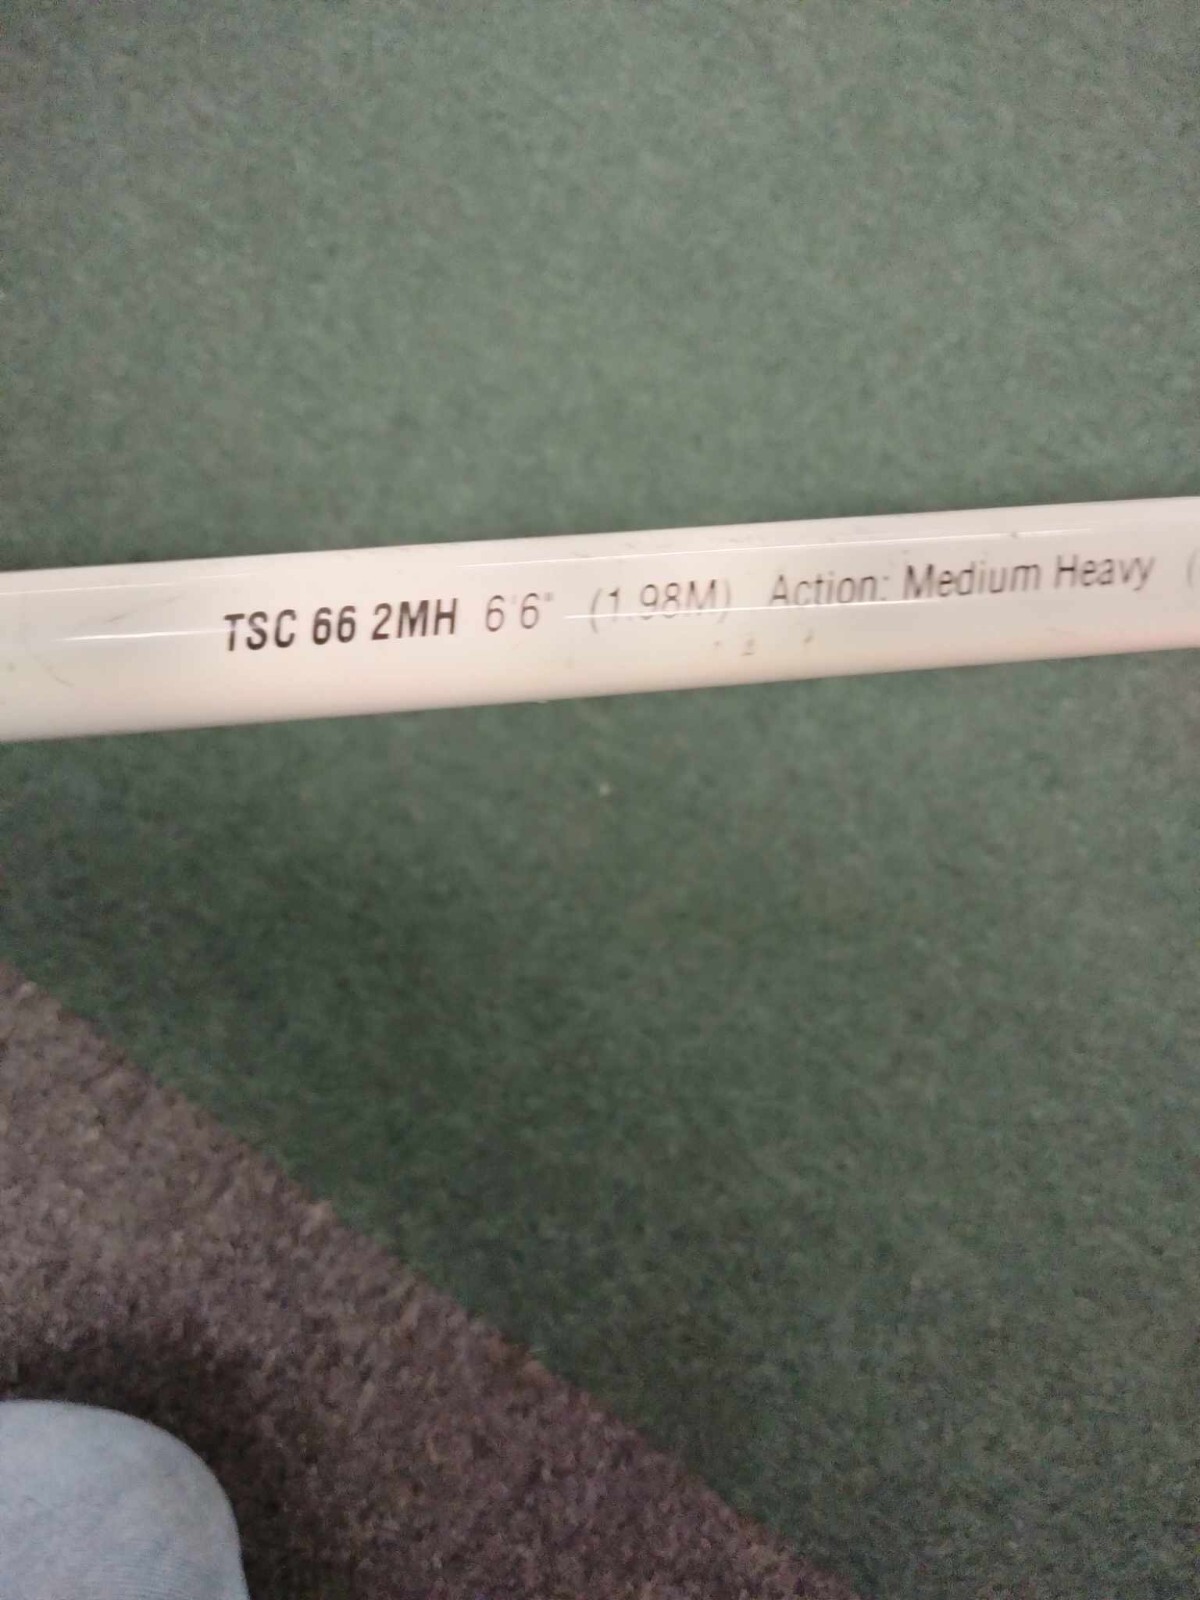 TSC 66 2MH 6'6" (1.98M) Action: Medium Heavy (